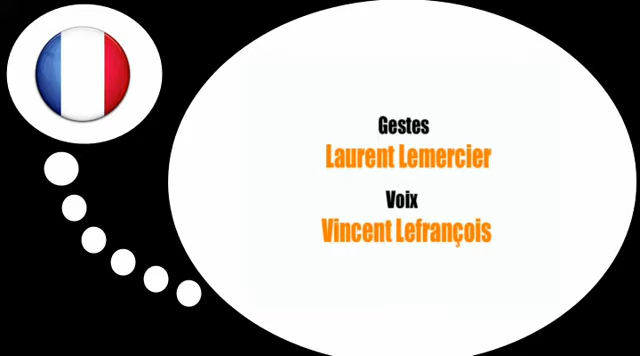 Gestes
Laurent Lemercier
Voix
Vincent Lefrançois